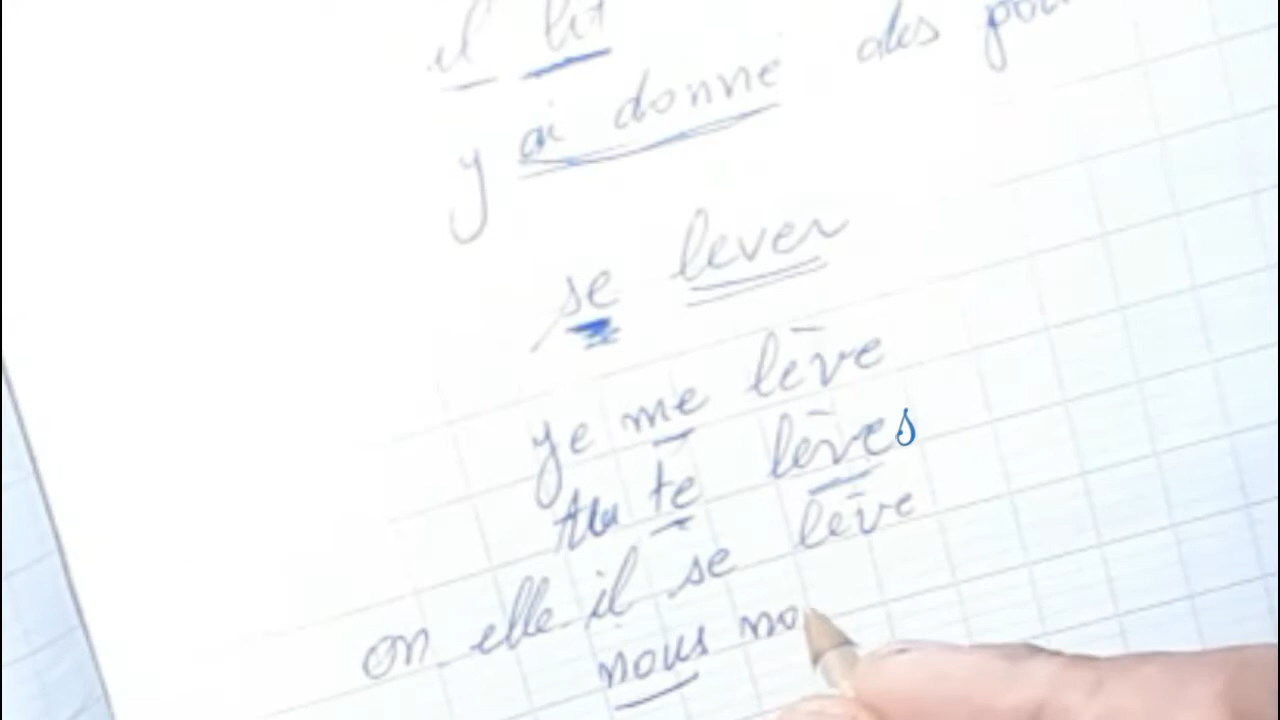 il lit
j ai donné des
se lever
je me lève
tu te lèves
on elle il se lève
nous no